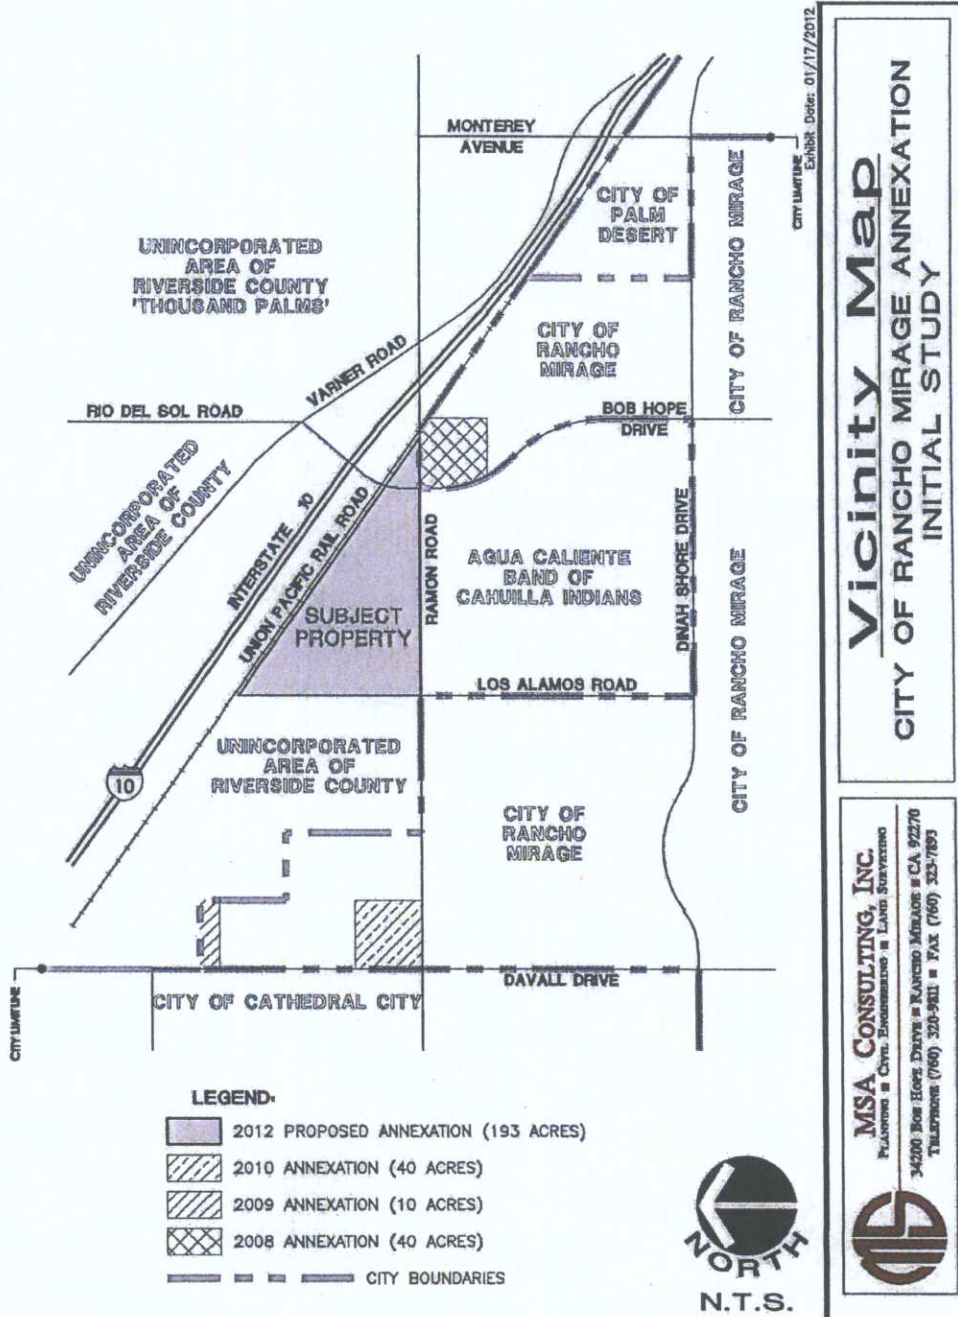 MONTEREY
AVENUE
CITY OF
PALM
DESERT
UNINCORPORATED
AREA OF
RIVERSIDE COUNTY
'THOUSAND PALMS'
CITY OF
RANCHO
MIRAGE
VARNER ROAD
RIO DEL SOL ROAD
BOB HOPE
DRIVE
UNINCORPORATED
AREA OF
RIVERSIDE COUNTY
INTERSTATE 10
UNION PACIFIC RAIL ROAD
RAMON ROAD
AGUA CALIENTE
BAND OF
CAHUILLA INDIANS
DINAH SHORE DRIVE
SUBJECT
PROPERTY
LOS ALAMOS ROAD
UNINCORPORATED
AREA OF
RIVERSIDE COUNTY
10
CITY OF
RANCHO
MIRAGE
DAVALL DRIVE
CITY OF CATHEDRAL CITY
CITY LIMIT LINE
CITY LIMIT LINE
CITY OF RANCHO MIRAGE
CITY OF RANCHO MIRAGE
LEGEND:
2012 PROPOSED ANNEXATION (193 ACRES)
2010 ANNEXATION (40 ACRES)
2009 ANNEXATION (10 ACRES)
2008 ANNEXATION (40 ACRES)
CITY BOUNDARIES
NORTH
N.T.S.
Exhibit Date: 01/17/2012
Vicinity Map
CITY OF RANCHO MIRAGE ANNEXATION
INITIAL STUDY
MSA CONSULTING, INC.
PLANNING ■ CIVIL ENGINEERING ■ LAND SURVEYING
34200 BOB HOPE DRIVE ■ RANCHO MIRAGE ■ CA 92270
TELEPHONE (760) 320-9811 ■ FAX (760) 323-7893